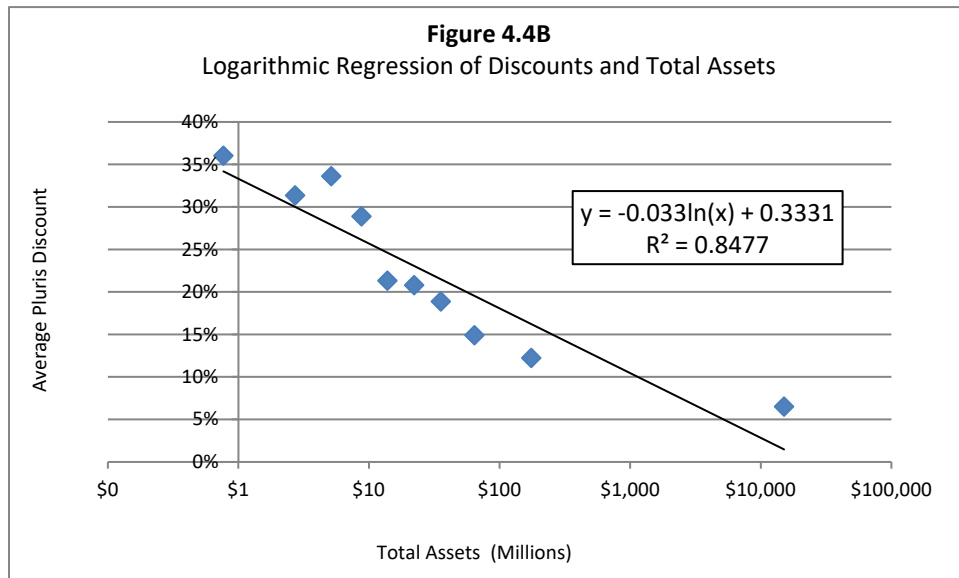 Figure 4.4B
Logarithmic Regression of Discounts and Total Assets
40%
35%
30%
25%
20%
15%
10%
5%
0%
Average Pluris Discount
y = -0.033ln(x) + 0.3331
R² = 0.8477
$0 $1 $10 $100 $1,000 $10,000 $100,000
Total Assets (Millions)